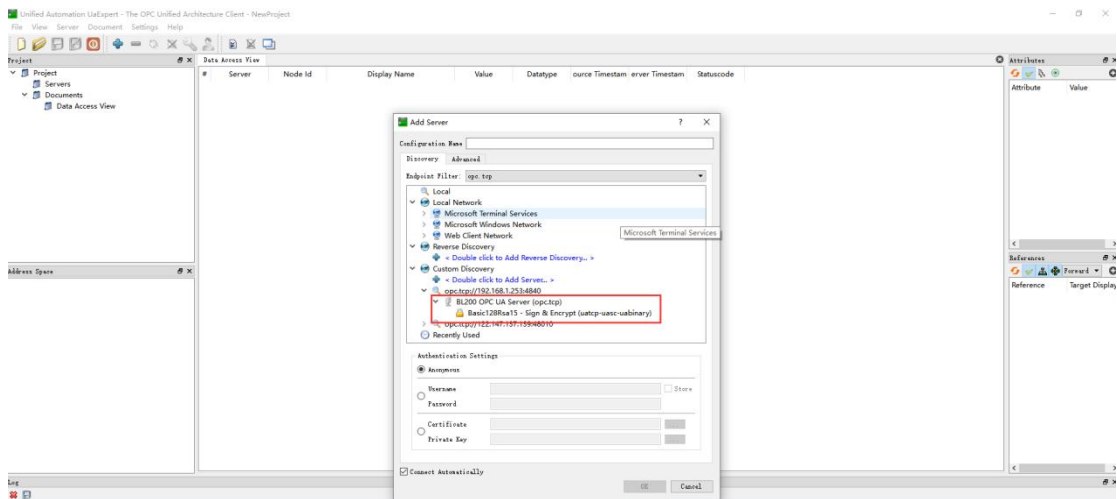 Unified Automation UaExpert - The OPC Unified Architecture Client - NewProject
File View Server Document Settings Help
Project
Project
Servers
Documents
Data Access View
Data Access View
# Server Node Id Display Name Value Datatype ource Timestam erver Timestam Statuscode
Attributes
Attribute Value
Add Server ? ×
Configuration Name
Discovery Advanced
Endpoint Filter: opc.tcp
Local
Local Network
Microsoft Terminal Services
Microsoft Windows Network
Web Client Network
Microsoft Terminal Services
Reverse Discovery
< Double click to Add Reverse Discovery... >
Custom Discovery
< Double click to Add Server... >
opc.tcp://192.168.1.253:4840
BL200 OPC UA Server (opc.tcp)
Basic128Rsa15 - Sign & Encrypt (uatcp-uasc-uabinary)
opc.tcp://122.147.137.159:48010
Recently Used
Authentication Settings
Anonymous
Username
Store
Password
Certificate
...
Private Key
...
Connect Automatically
OK Cancel
Address Space
References
Forward
Reference Target Display
Log